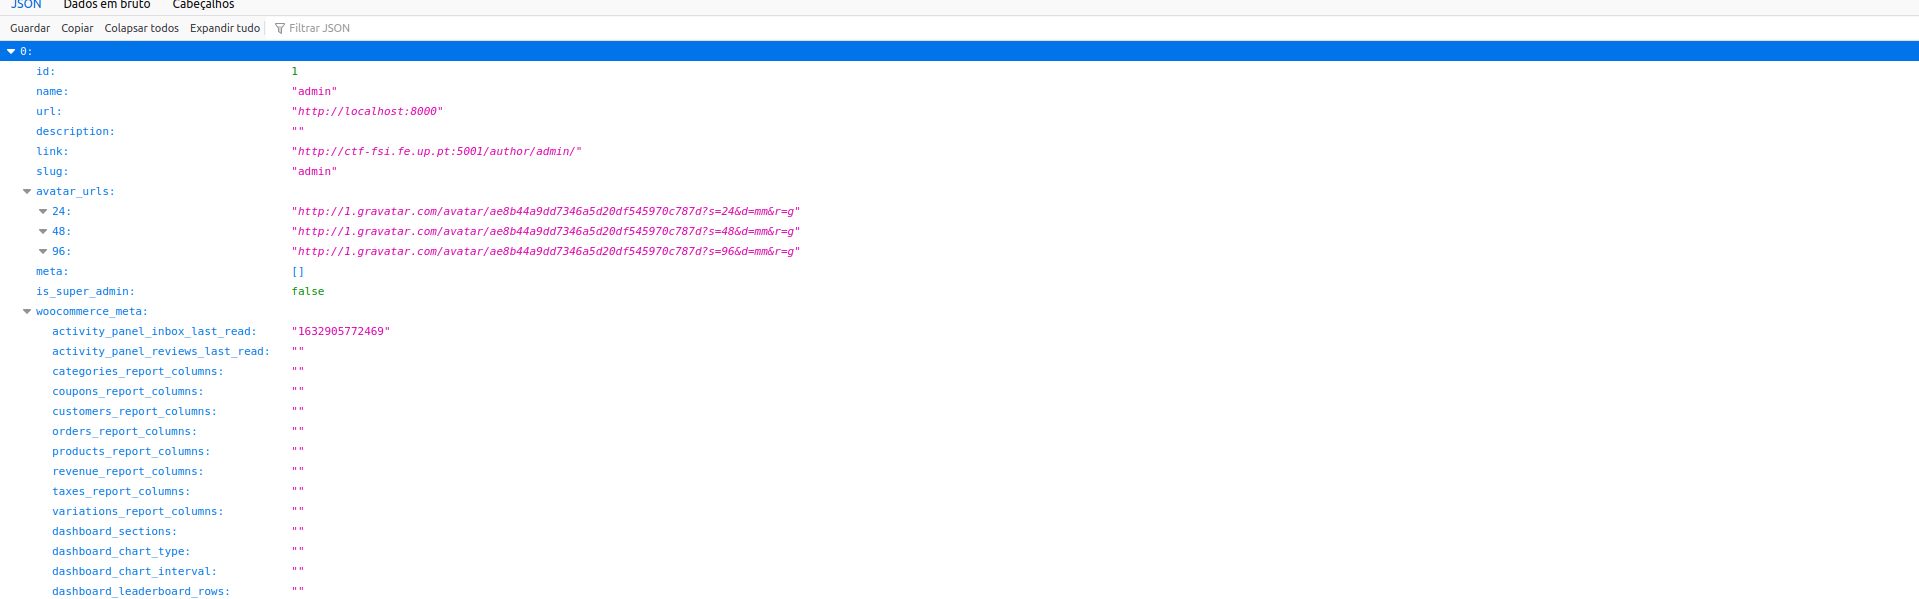 JSON Dados em bruto Cabeçalhos
Guardar Copiar Colapsar todos Expandir tudo Filtrar JSON
0:
id: 1
name: "admin"
url: "http://localhost:8000"
description: ""
link: "http://ctf-fsi.fe.up.pt:5001/author/admin/"
slug: "admin"
avatar_urls:
24: "http://1.gravatar.com/avatar/ae8b44a9dd7346a5d20df545970c787d?s=24&d=mm&r=g"
48: "http://1.gravatar.com/avatar/ae8b44a9dd7346a5d20df545970c787d?s=48&d=mm&r=g"
96: "http://1.gravatar.com/avatar/ae8b44a9dd7346a5d20df545970c787d?s=96&d=mm&r=g"
meta: []
is_super_admin: false
woocommerce_meta:
activity_panel_inbox_last_read: "1632905772469"
activity_panel_reviews_last_read: ""
categories_report_columns: ""
coupons_report_columns: ""
customers_report_columns: ""
orders_report_columns: ""
products_report_columns: ""
revenue_report_columns: ""
taxes_report_columns: ""
variations_report_columns: ""
dashboard_sections: ""
dashboard_chart_type: ""
dashboard_chart_interval: ""
dashboard_leaderboard_rows: ""